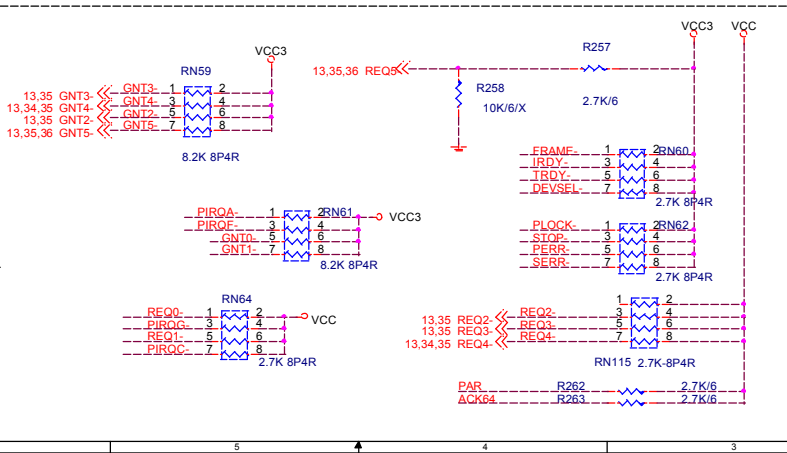 VCC3 VCC
R257
VCC3
RN59
13,35,36 REQ5-
R258
10K/6/X
2.7K/6
13,35 GNT3- GNT3- 1 2
13,34,35 GNT4- GNT4- 3 4
13,35 GNT2- GNT2- 5 6
13,35,36 GNT5- GNT5- 7 8
8.2K 8P4R
FRAME- 1 2 RN60
IRDY- 3 4
TRDY- 5 6
DEVSEL- 7 8
2.7K 8P4R
PIRQA- 1 2 RN61 VCC3
PIRQF- 3 4
GNT0- 5 6
GNT1- 7 8
8.2K 8P4R
PLOCK- 1 2 RN62
STOP- 3 4
PERR- 5 6
SERR- 7 8
2.7K 8P4R
RN64
REQ0- 1 2 VCC
PIRQG- 3 4
REQ1- 5 6
PIRQC- 7 8
2.7K 8P4R
1 2
13,35 REQ2- REQ2- 3 4
13,35 REQ3- REQ3- 5 6
13,34,35 REQ4- REQ4- 7 8
RN115 2.7K-8P4R
PAR R262 2.7K/6
ACK64 R263 2.7K/6
5 4 3